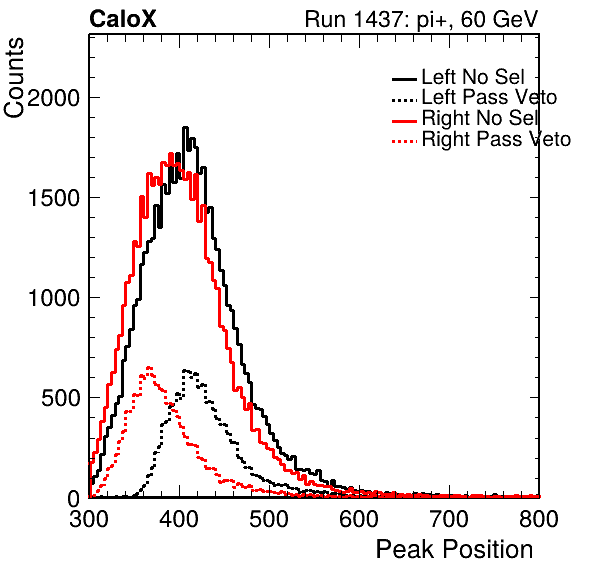 CaloX Run 1437: pi+, 60 GeV
Counts
Left No Sel
Left Pass Veto
Right No Sel
Right Pass Veto
2000
1500
1000
500
0
300 400 500 600 700 800
Peak Position